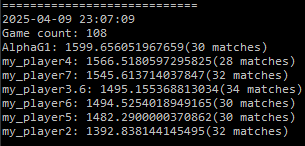 ============================
2025-04-09 23:07:09
Game count: 108
AlphaG1: 1599.656051967659(30 matches)
my_player4: 1566.5180597295825(28 matches)
my_player7: 1545.613714037847(32 matches)
my_player3.6: 1495.155368813034(34 matches)
my_player6: 1494.5254018949165(30 matches)
my_player5: 1482.2900000370862(30 matches)
my_player2: 1392.838144145495(32 matches)